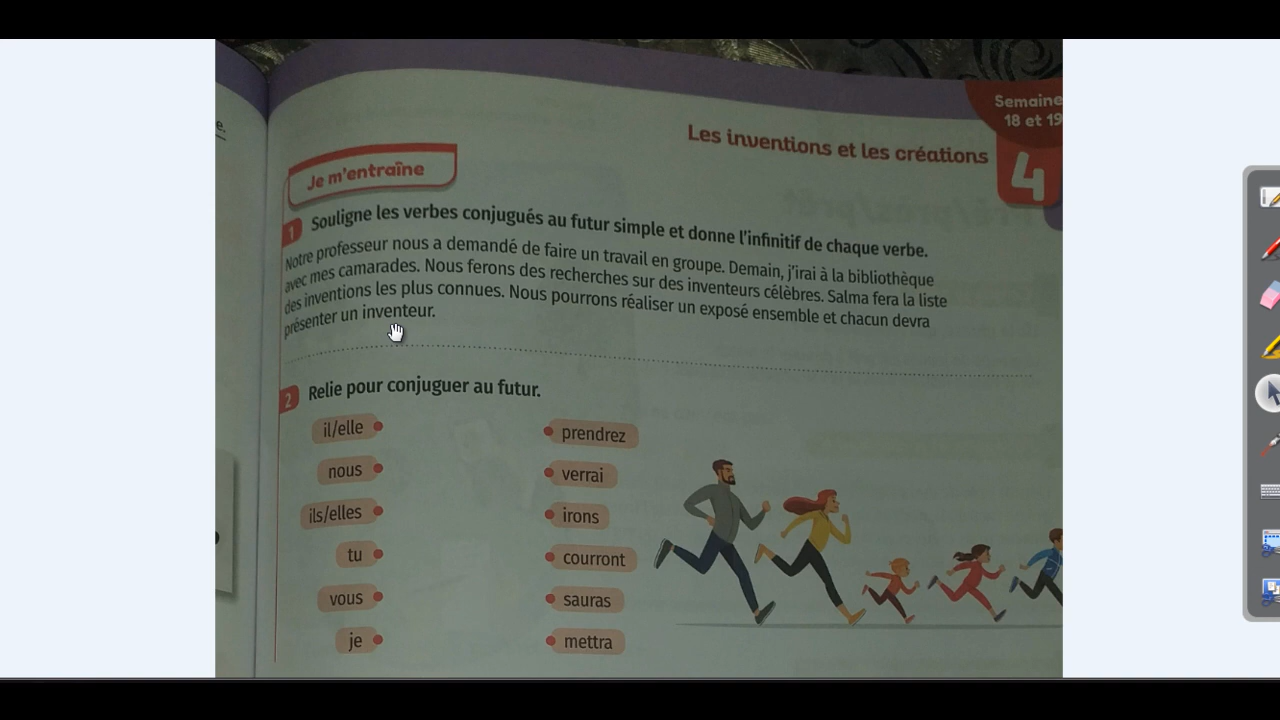 e.
Semaine
18 et 19
Les inventions et les créations
4
Je m'entraîne
1 Souligne les verbes conjugués au futur simple et donne l'infinitif de chaque verbe.
Notre professeur nous a demandé de faire un travail en groupe. Demain, j'irai à la bibliothèque
avec mes camarades. Nous ferons des recherches sur des inventeurs célèbres. Salma fera la liste
des inventions les plus connues. Nous pourrons réaliser un exposé ensemble et chacun devra
présenter un inventeur.
2 Relie pour conjuguer au futur.
il/elle prendrez
nous verrai
ils/elles irons
tu courront
vous sauras
je mettra